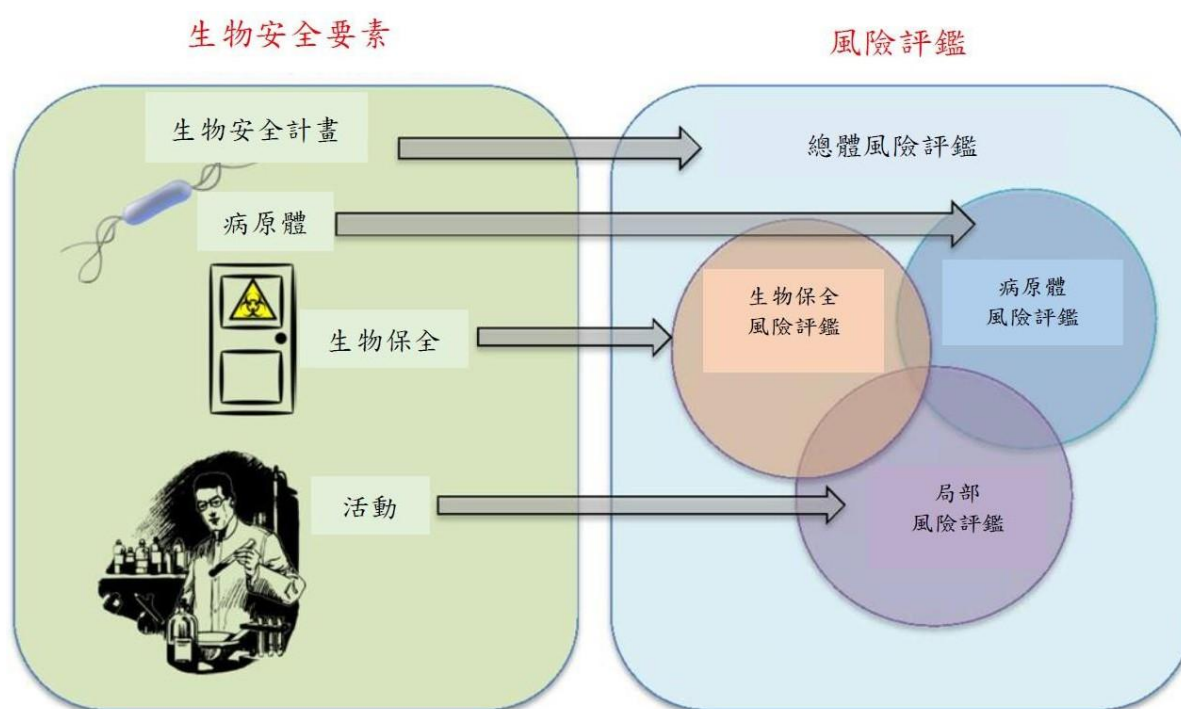 生物安全要素
風險評鑑
生物安全計畫
總體風險評鑑
病原體
生物保全
風險評鑑
病原體
風險評鑑
生物保全
活動
局部
風險評鑑